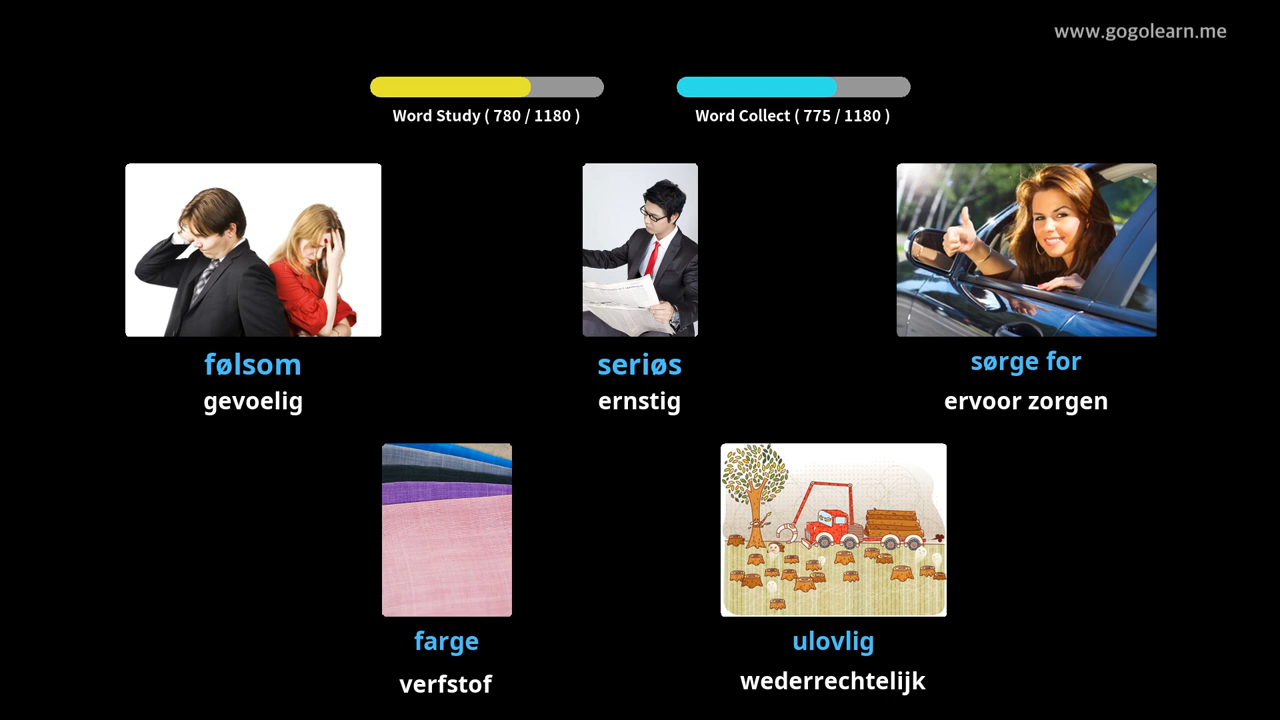 www.gogolearn.me
Word Study ( 780 / 1180 )
Word Collect ( 775 / 1180 )
følsom
gevoelig
seriøs
ernstig
sørge for
ervoor zorgen
farge
verfstof
ulovlig
wederrechtelijk